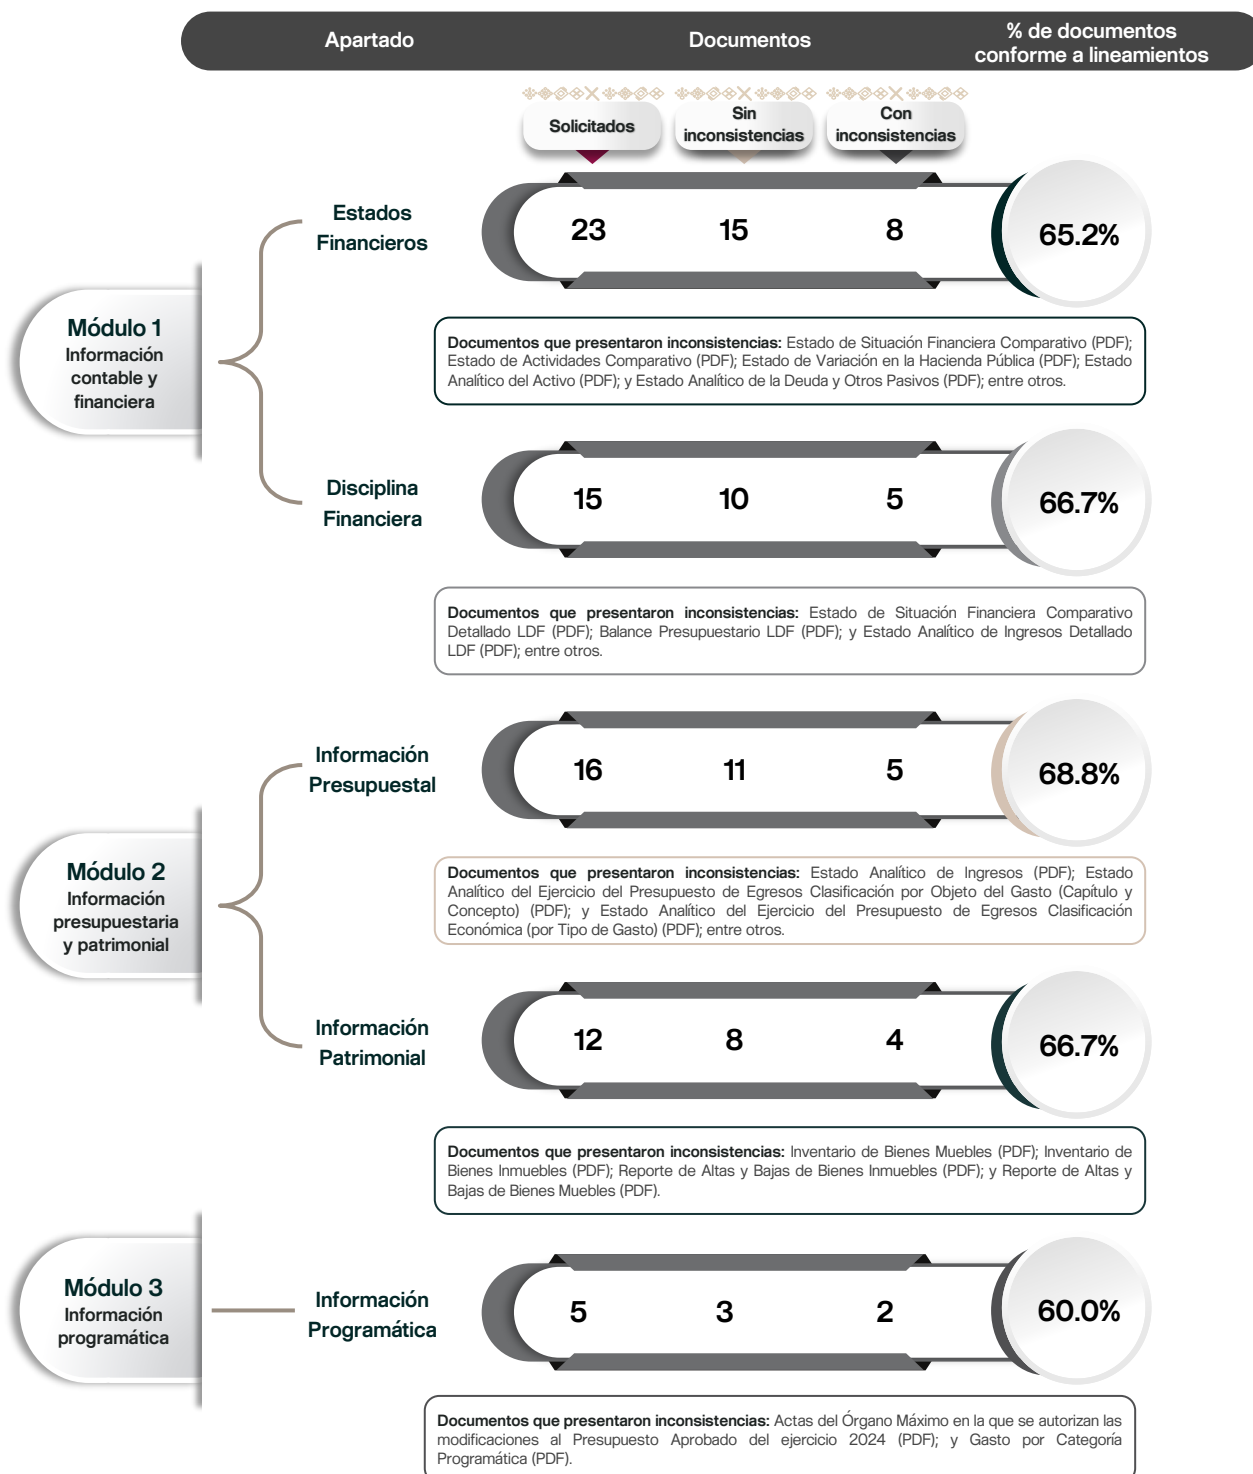 Apartado
Documentos
% de documentos
conforme a lineamientos
Solicitados
Sin
inconsistencias
Con
inconsistencias
Módulo 1
Información
contable y
financiera
Estados
Financieros
23
15
8
65.2%
Documentos que presentaron inconsistencias: Estado de Situación Financiera Comparativo (PDF);
Estado de Actividades Comparativo (PDF); Estado de Variación en la Hacienda Pública (PDF); Estado
Analítico del Activo (PDF); y Estado Analítico de la Deuda y Otros Pasivos (PDF); entre otros.
Disciplina
Financiera
15
10
5
66.7%
Documentos que presentaron inconsistencias: Estado de Situación Financiera Comparativo
Detallado LDF (PDF); Balance Presupuestario LDF (PDF); y Estado Analítico de Ingresos Detallado
LDF (PDF); entre otros.
Módulo 2
Información
presupuestaria
y patrimonial
Información
Presupuestal
16
11
5
68.8%
Documentos que presentaron inconsistencias: Estado Analítico de Ingresos (PDF); Estado
Analítico del Ejercicio del Presupuesto de Egresos Clasificación por Objeto del Gasto (Capítulo y
Concepto) (PDF); y Estado Analítico del Ejercicio del Presupuesto de Egresos Clasificación
Económica (por Tipo de Gasto) (PDF); entre otros.
Información
Patrimonial
12
8
4
66.7%
Documentos que presentaron inconsistencias: Inventario de Bienes Muebles (PDF); Inventario de
Bienes Inmuebles (PDF); Reporte de Altas y Bajas de Bienes Inmuebles (PDF); y Reporte de Altas y
Bajas de Bienes Muebles (PDF).
Módulo 3
Información
programática
Información
Programática
5
3
2
60.0%
Documentos que presentaron inconsistencias: Actas del Órgano Máximo en la que se autorizan las
modificaciones al Presupuesto Aprobado del ejercicio 2024 (PDF); y Gasto por Categoría
Programática (PDF).